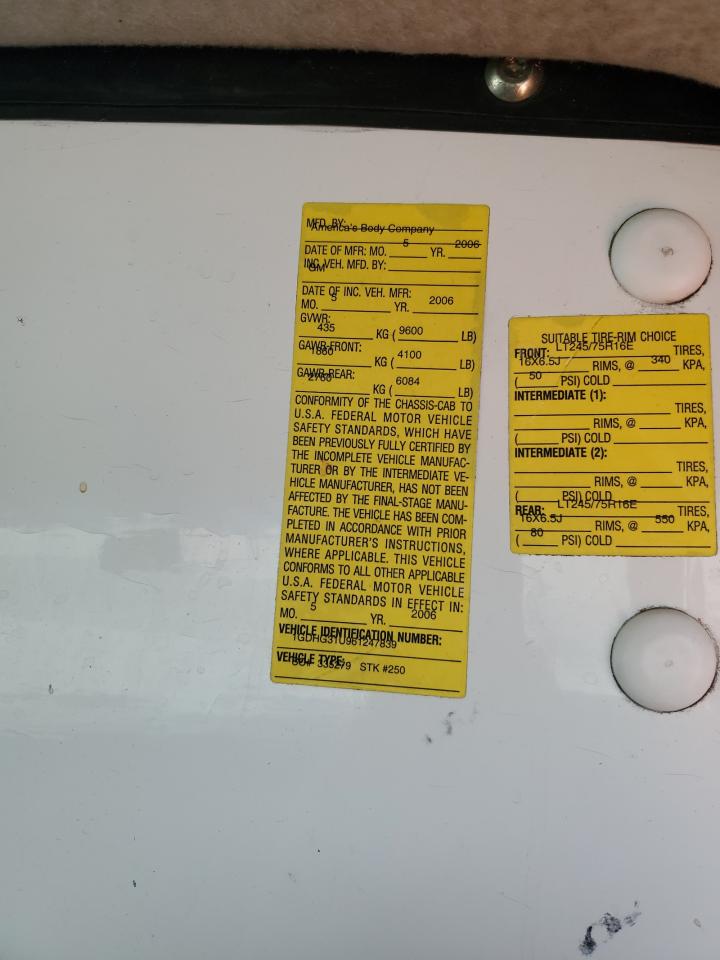 MFD. BY:
America's Body Company
DATE OF MFR: MO. 5 YR. 2006
INC. VEH. MFD. BY:
GM
DATE OF INC. VEH. MFR:
MO. 5 YR. 2006
GVWR:
435 KG (9600 LB)
GAWR-FRONT:
1860 KG (4100 LB)
GAWR-REAR:
2760 KG (6084 LB)
CONFORMITY OF THE CHASSIS-CAB TO
U.S.A. FEDERAL MOTOR VEHICLE
SAFETY STANDARDS, WHICH HAVE
BEEN PREVIOUSLY FULLY CERTIFIED BY
THE INCOMPLETE VEHICLE MANUFAC-
TURER OR BY THE INTERMEDIATE VE-
HICLE MANUFACTURER, HAS NOT BEEN
AFFECTED BY THE FINAL-STAGE MANU-
FACTURE. THE VEHICLE HAS BEEN COM-
PLETED IN ACCORDANCE WITH PRIOR
MANUFACTURER'S INSTRUCTIONS,
WHERE APPLICABLE. THIS VEHICLE
CONFORMS TO ALL OTHER APPLICABLE
U.S.A. FEDERAL MOTOR VEHICLE
SAFETY STANDARDS IN EFFECT IN:
MO. 5 YR. 2006
VEHICLE IDENTIFICATION NUMBER:
1GDHG31U961247839
VEHICLE TYPE:
SO# 335279 STK #250
SUITABLE TIRE-RIM CHOICE
FRONT: LT245/75R16E TIRES,
16X6.5J RIMS, @ 340 KPA,
(50 PSI) COLD
INTERMEDIATE (1):
TIRES,
RIMS, @ KPA,
( PSI) COLD
INTERMEDIATE (2):
TIRES,
RIMS, @ KPA,
( PSI) COLD
REAR: LT245/75R16E TIRES,
16X6.5J RIMS, @ 550 KPA,
(80 PSI) COLD